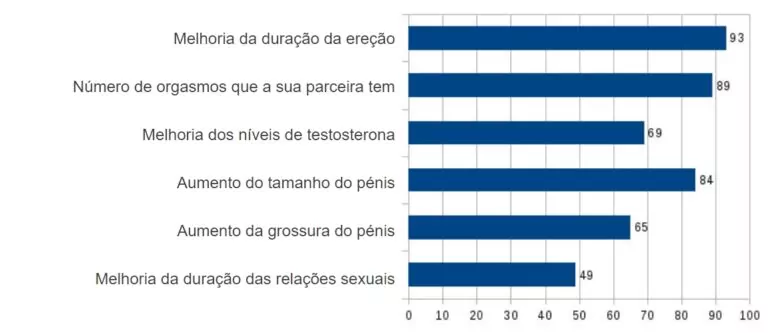 Melhoria da duração da ereção 93
Número de orgasmos que a sua parceira tem 89
Melhoria dos níveis de testosterona 69
Aumento do tamanho do pénis 84
Aumento da grossura do pénis 65
Melhoria da duração das relações sexuais 49
0 10 20 30 40 50 60 70 80 90 100